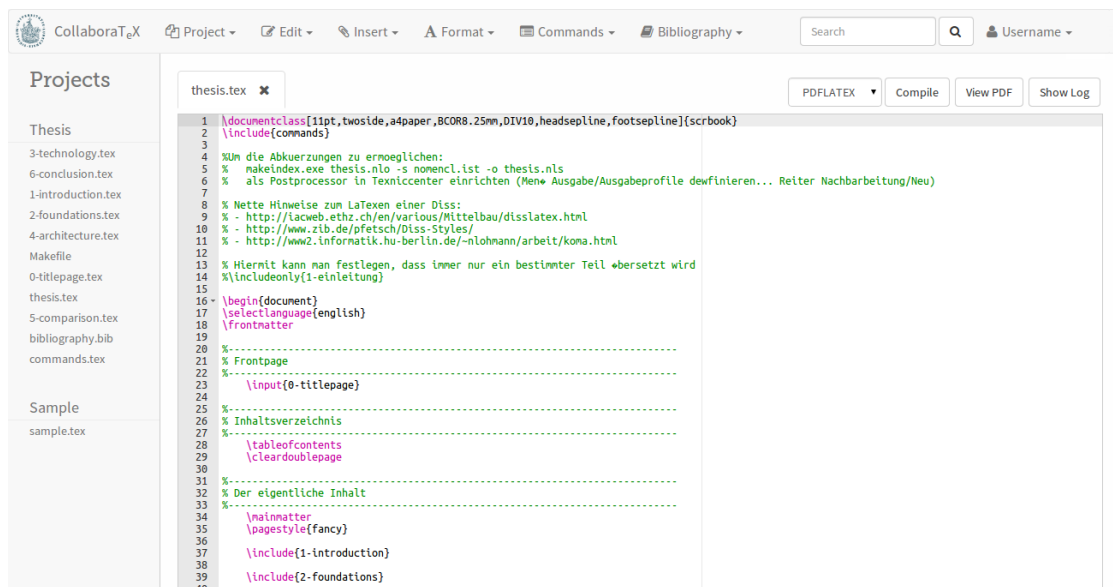 CollaboraTeX Project Edit Insert Format Commands Bibliography Search Username
Projects
Thesis
3-technology.tex
6-conclusion.tex
1-introduction.tex
2-foundations.tex
4-architecture.tex
Makefile
0-titlepage.tex
thesis.tex
5-comparison.tex
bibliography.bib
commands.tex
Sample
sample.tex
thesis.tex ✖
PDFLATEX Compile View PDF Show Log
1 \documentclass[11pt,twoside,a4paper,BCOR8.25mm,DIV10,headsepline,footsepline]{scrbook}
2 \include{commands}
3
4 %Um die Abkuerzungen zu ermoeglichen:
5 %   makeindex.exe thesis.nlo -s nomencl.ist -o thesis.nls
6 %   als Postprocessor in Texniccenter einrichten (Men� Ausgabe/Ausgabeprofile dewfinieren... Reiter Nachbarbeitung/Neu)
7
8 % Nette Hinweise zum LaTexen einer Diss:
9 % - http://iacweb.ethz.ch/en/various/Mittelbau/disslatex.html
10 % - http://www.zib.de/pfetsch/Diss-Styles/
11 % - http://www2.informatik.hu-berlin.de/~nlohmann/arbeit/koma.html
12
13 % Hiermit kann man festlegen, dass immer nur ein bestimmter Teil �bersetzt wird
14 %\includeonly{1-einleitung}
15
16 \begin{document}
17 \selectlanguage{english}
18 \frontmatter
19
20 %-------------------------------------------------------------------------
21 % Frontpage
22 %-------------------------------------------------------------------------
23     \input{0-titlepage}
24
25 %-------------------------------------------------------------------------
26 % Inhaltsverzeichnis
27 %-------------------------------------------------------------------------
28     \tableofcontents
29     \cleardoublepage
30
31 %-------------------------------------------------------------------------
32 % Der eigentliche Inhalt
33 %-------------------------------------------------------------------------
34     \mainmatter
35     \pagestyle{fancy}
36
37     \include{1-introduction}
38
39     \include{2-foundations}